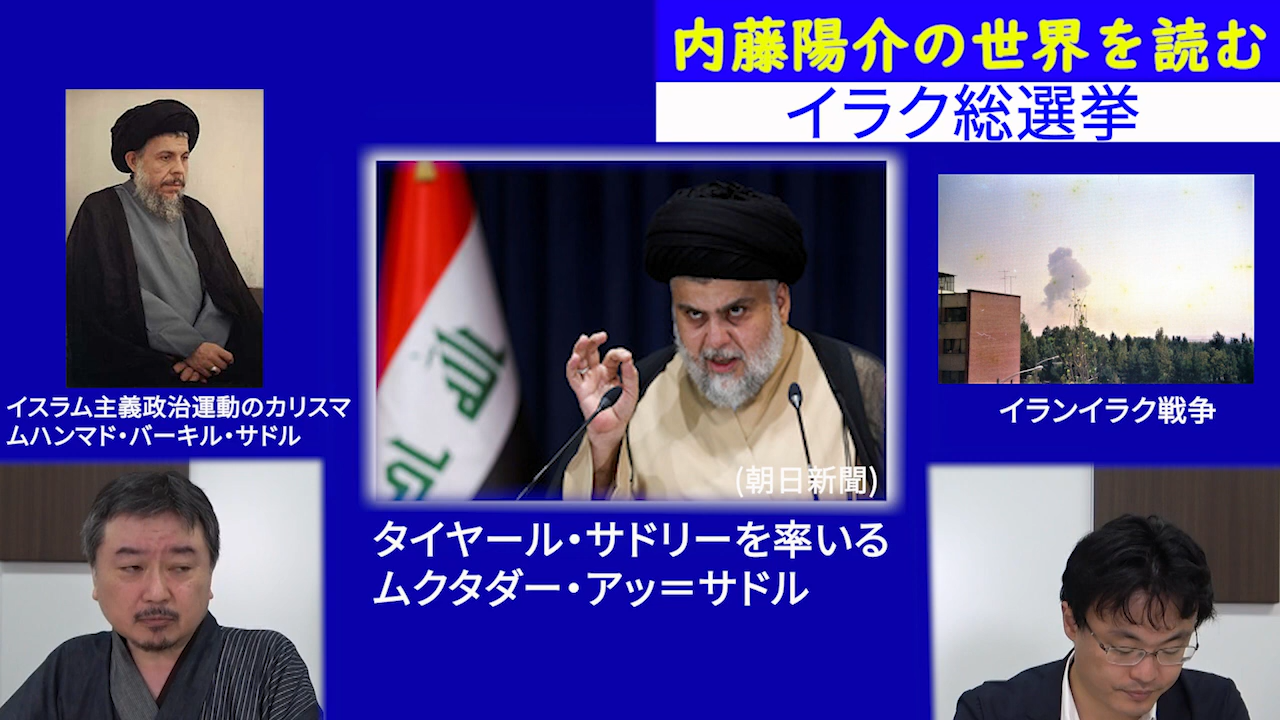 内藤陽介の世界を読む
イラク総選挙
イスラム主義政治運動のカリスマ
ムハンマド・バーキル・サドル
(朝日新聞)
タイヤール・サドリーを率いる
ムクタダー・アッ=サドル
イランイラク戦争
الله